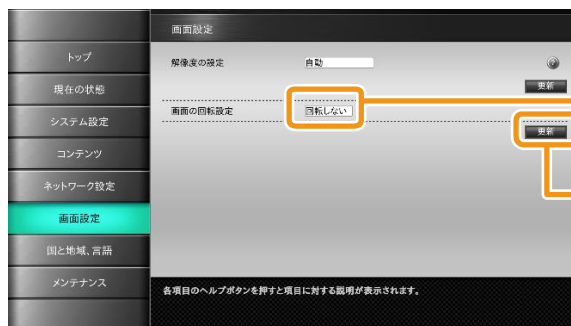 画面設定
トップ
現在の状態
システム設定
コンテンツ
ネットワーク設定
画面設定
国と地域、言語
メンテナンス
解像度の設定 自動
更新
画面の回転設定 回転しない
更新
各項目のヘルプボタンを押すと項目に対する説明が表示されます。